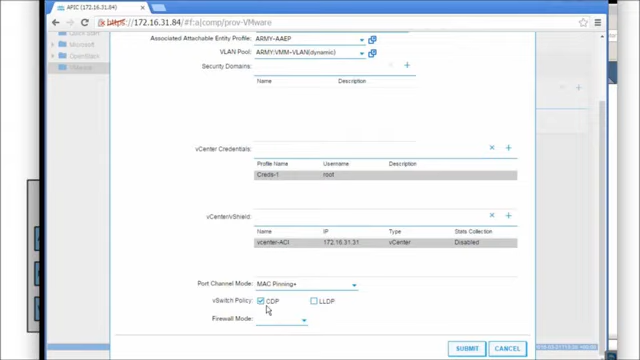 APIC (172.16.31.84)
https://172.16.31.84/#f:a|comp/prov-VMware
Quick Start
Microsoft
OpenStack
VMware
Associated Attachable Entity Profile: ARMY-AAEP
VLAN Pool: ARMY-VMM-VLAN(dynamic)
Security Domains:
Name Description
vCenter Credentials:
Profile Name Username Description
Creds-1 root
vCenter/vShield:
Name IP Type Stats Collection
vcenter-ACI 172.16.31.31 vCenter Disabled
Port Channel Mode: MAC Pinning+
vSwitch Policy: CDP LLDP
Firewall Mode:
SUBMIT CANCEL